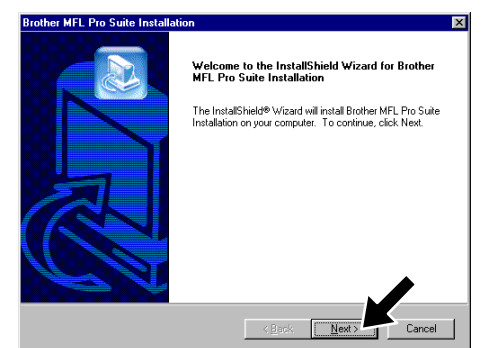 Brother MFL Pro Suite Installation
Welcome to the InstallShield Wizard for Brother
MFL Pro Suite Installation
The InstallShield® Wizard will install Brother MFL Pro Suite
Installation on your computer.  To continue, click Next.
< Back
Next >
Cancel